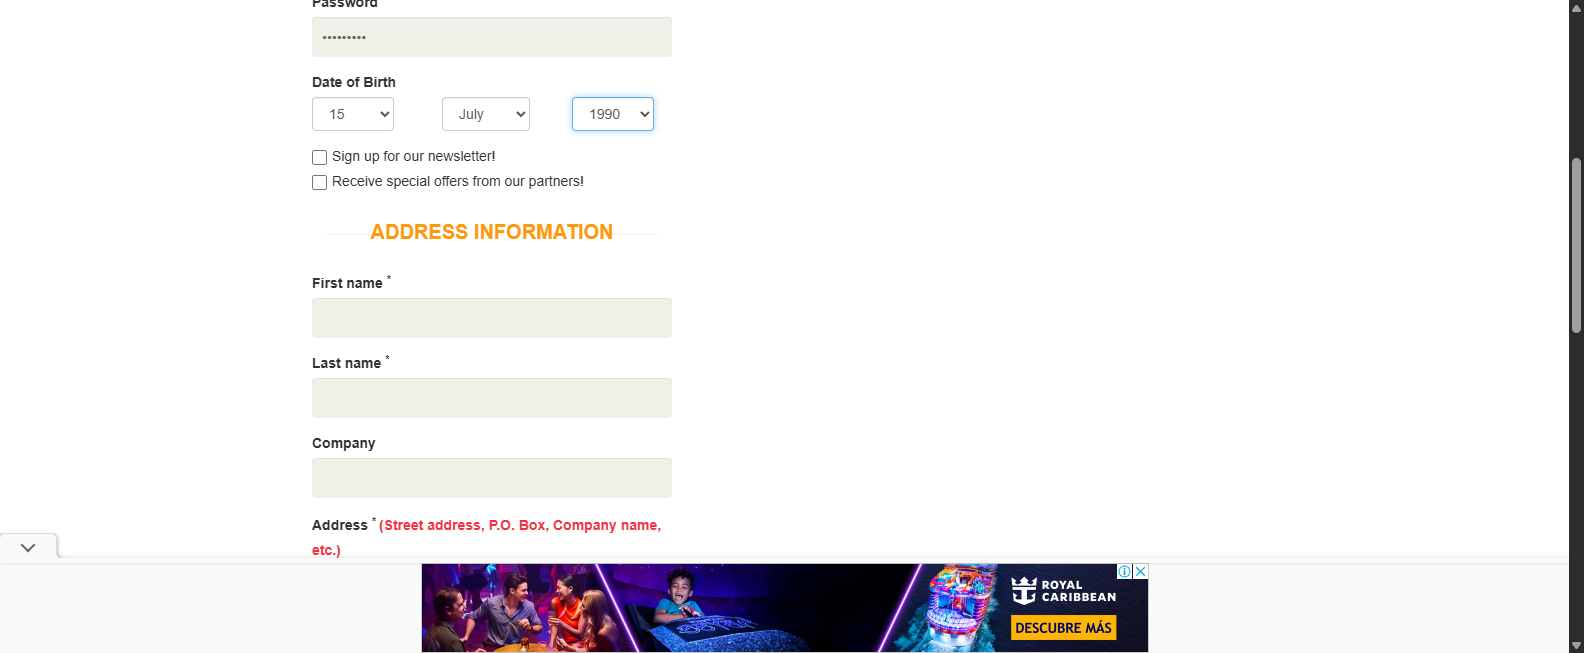 Password
•••••••••
Date of Birth
15 July 1990
Sign up for our newsletter!
Receive special offers from our partners!
ADDRESS INFORMATION
First name *
Last name *
Company
Address * (Street address, P.O. Box, Company name,
etc.)
ROYAL
CARIBBEAN
DESCUBRE MÁS